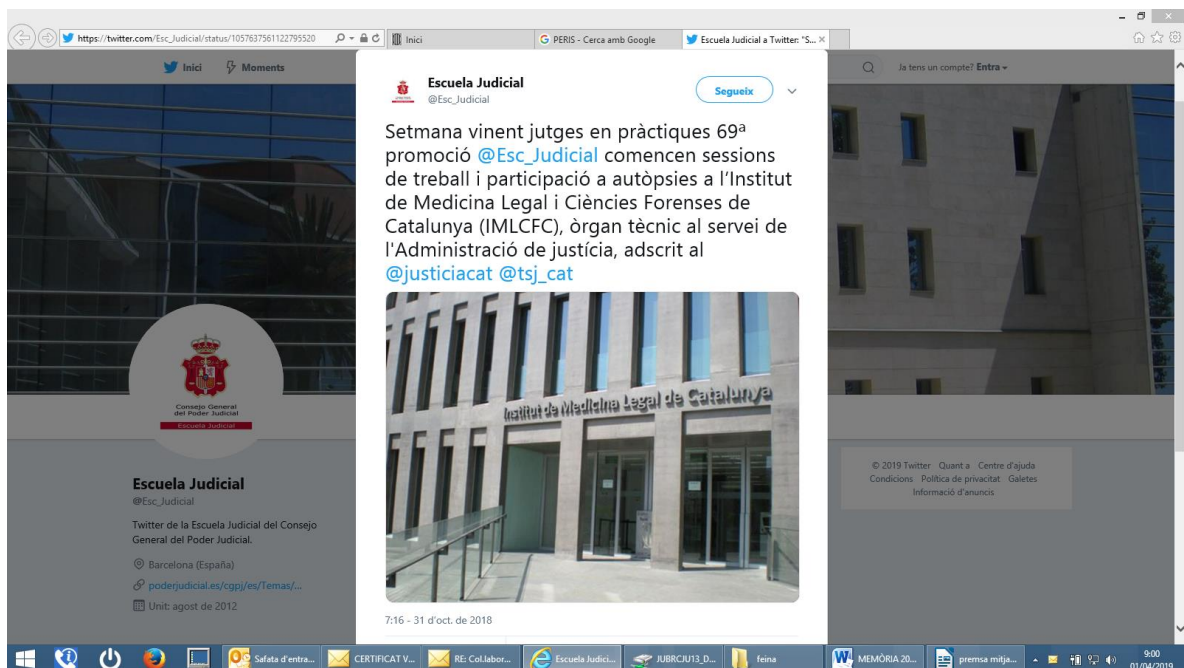 https://twitter.com/Esc_Judicial/status/1057637561122795520
Inici
PERIS - Cerca amb Google
Escuela Judicial a Twitter: "S...
Inici
Moments
Ja tens un compte? Entra
Escuela Judicial
@Esc_Judicial
Segueix
Setmana vinent jutges en pràctiques 69ª
promoció @Esc_Judicial comencen sessions
de treball i participació a autòpsies a l'Institut
de Medicina Legal i Ciències Forenses de
Catalunya (IMLCFC), òrgan tècnic al servei de
l'Administració de justícia, adscrit al
@justiciacat @tsj_cat
Institut de Medicina Legal de Catalunya
7:16 - 31 d'oct. de 2018
Consejo General
del Poder Judicial
Escuela Judicial
Escuela Judicial
@Esc_Judicial
Twitter de la Escuela Judicial del Consejo
General del Poder Judicial.
Barcelona (España)
poderjudicial.es/cgpj/es/Temas/...
Unit: agost de 2012
© 2019 Twitter Quant a Centre d'ajuda
Condicions Política de privacitat Galetes
Informació d'anuncis
Safata d'entra...
CERTIFICAT V...
RE: Col.labor...
Escuela Judici...
JUBRCJU13_D...
feina
MEMÒRIA 20...
premsa mitja...
9:00
01/04/2019